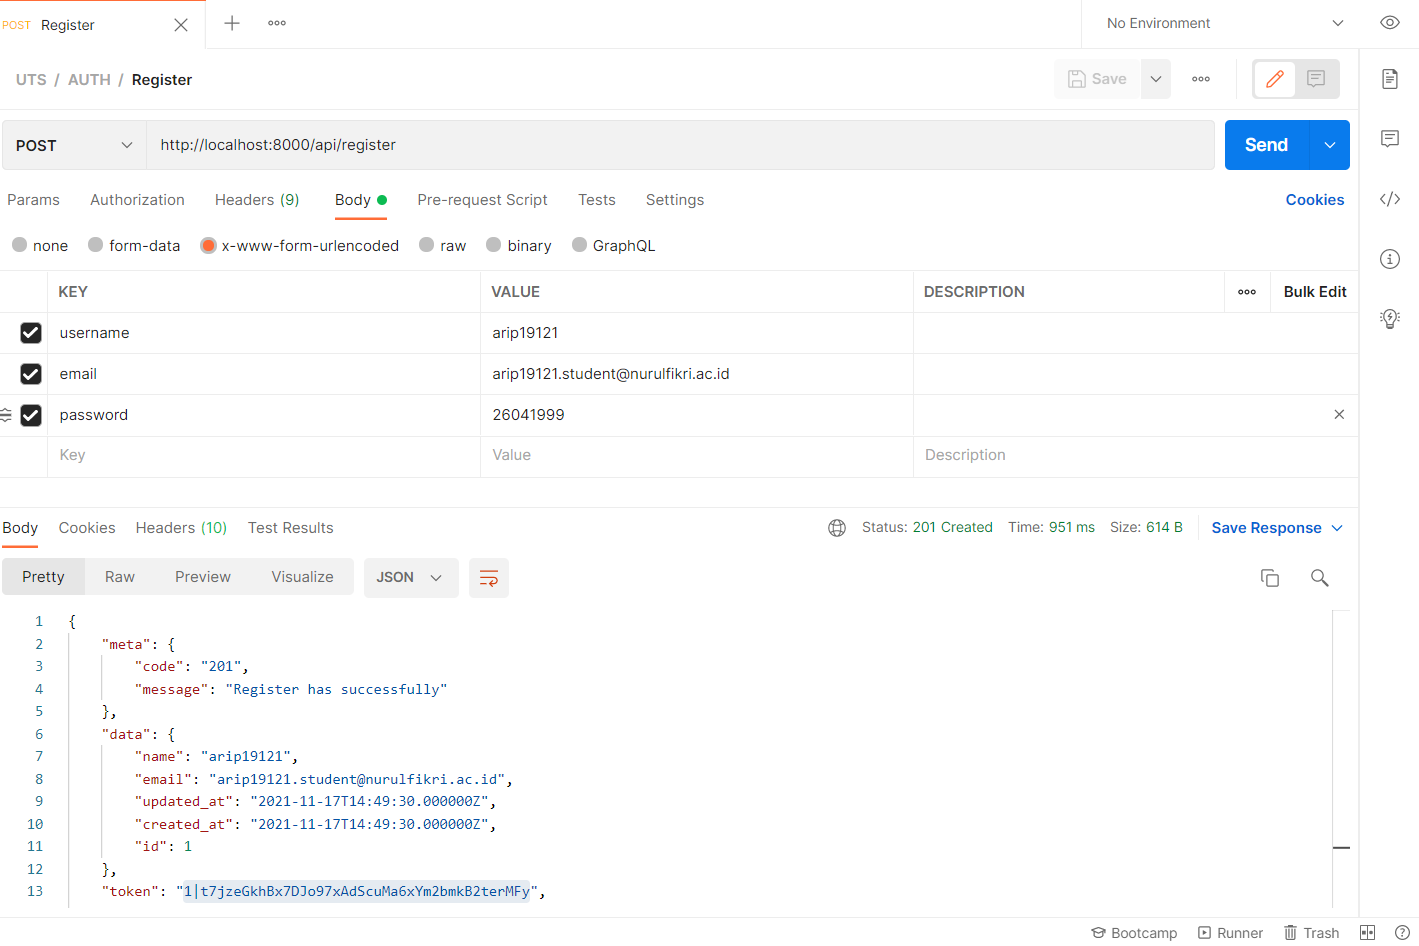 POST Register
No Environment
UTS / AUTH / Register
Save
POST
http://localhost:8000/api/register
Send
Params Authorization Headers (9) Body Pre-request Script Tests Settings Cookies
none form-data x-www-form-urlencoded raw binary GraphQL
KEY VALUE DESCRIPTION Bulk Edit
username arip19121
email arip19121.student@nurulfikri.ac.id
password 26041999
Key Value Description
Body Cookies Headers (10) Test Results Status: 201 Created Time: 951 ms Size: 614 B Save Response
Pretty Raw Preview Visualize JSON
1 {
2 "meta": {
3 "code": "201",
4 "message": "Register has successfully"
5 },
6 "data": {
7 "name": "arip19121",
8 "email": "arip19121.student@nurulfikri.ac.id",
9 "updated_at": "2021-11-17T14:49:30.000000Z",
10 "created_at": "2021-11-17T14:49:30.000000Z",
11 "id": 1
12 },
13 "token": "1|t7jzeGkhBx7DJo97xAdScuMa6xYm2bmkB2terMFy",
Bootcamp Runner Trash